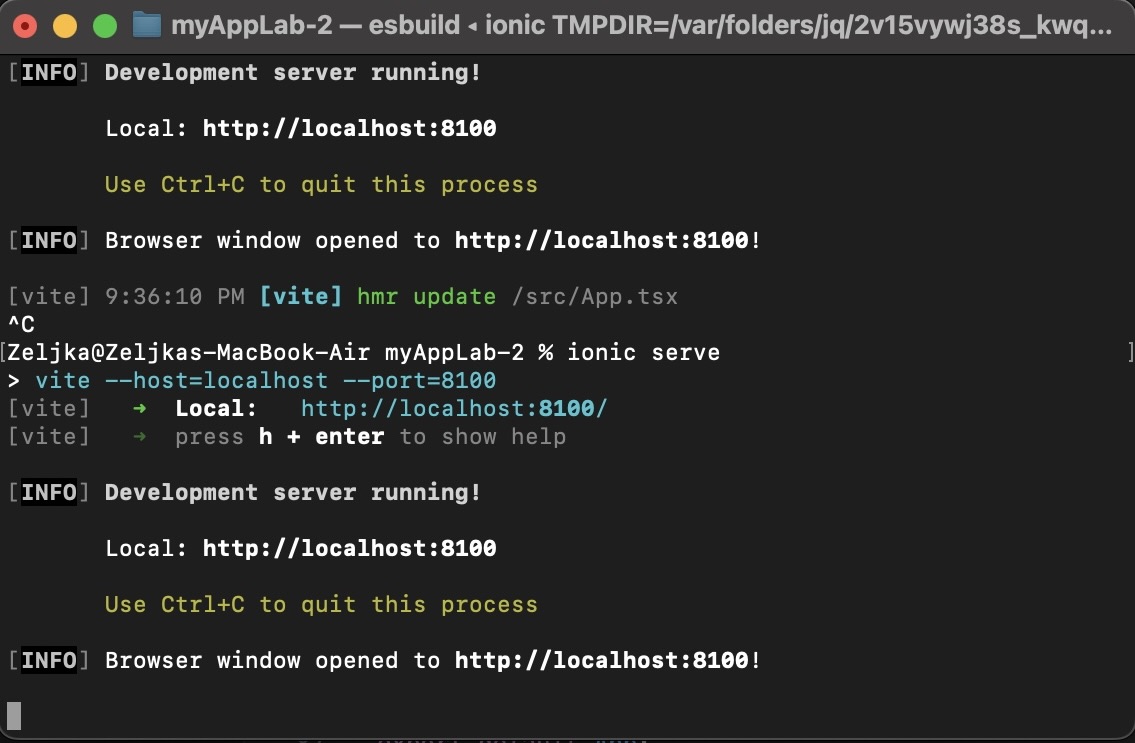 myAppLab-2 — esbuild ◂ ionic TMPDIR=/var/folders/jq/2v15vywj38s_kwq...
[INFO] Development server running!
Local: http://localhost:8100
Use Ctrl+C to quit this process
[INFO] Browser window opened to http://localhost:8100!
[vite] 9:36:10 PM [vite] hmr update /src/App.tsx
^C
[Zeljka@Zeljkas-MacBook-Air myAppLab-2 % ionic serve ]
> vite --host=localhost --port=8100
[vite] ➜ Local: http://localhost:8100/
[vite] ➜ press h + enter to show help
[INFO] Development server running!
Local: http://localhost:8100
Use Ctrl+C to quit this process
[INFO] Browser window opened to http://localhost:8100!